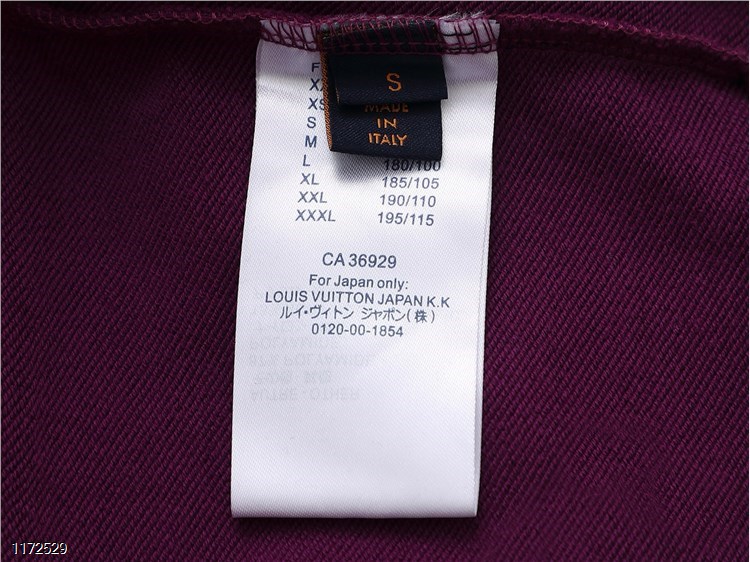 S
MADE
IN
ITALY
F
XS
S
M
L 180/100
XL 185/105
XXL 190/110
XXXL 195/115
CA 36929
For Japan only:
LOUIS VUITTON JAPAN K.K
ルイ・ヴィトン ジャポン(株)
0120-00-1854
1172529